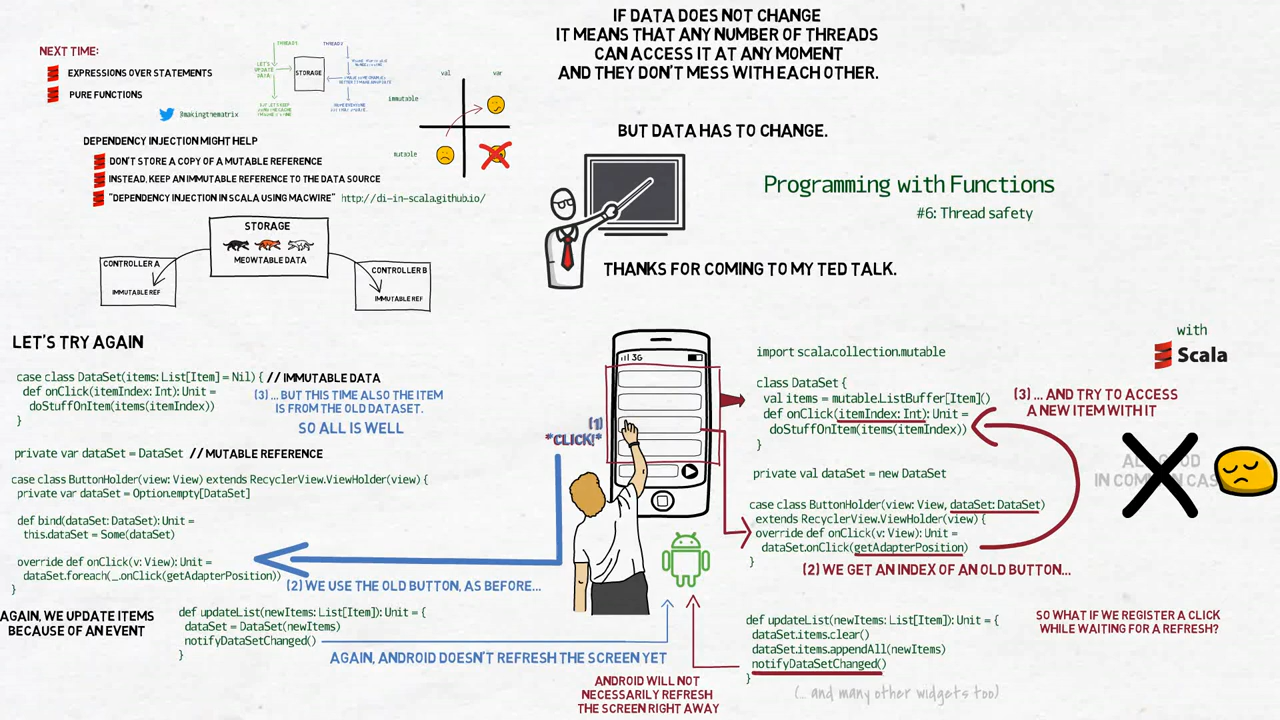 IF DATA DOES NOT CHANGE
IT MEANS THAT ANY NUMBER OF THREADS
CAN ACCESS IT AT ANY MOMENT
AND THEY DON'T MESS WITH EACH OTHER.
BUT DATA HAS TO CHANGE.
Programming with Functions
#6: Thread safety
THANKS FOR COMING TO MY TED TALK.
NEXT TIME:
EXPRESSIONS OVER STATEMENTS
PURE FUNCTIONS
@makingthematrix
THREAD1
THREAD2
LET'S
UPDATE
DATA!
STORAGE
val
var
immutable
mutable
DEPENDENCY INJECTION MIGHT HELP
DON'T STORE A COPY OF A MUTABLE REFERENCE
INSTEAD, KEEP AN IMMUTABLE REFERENCE TO THE DATA SOURCE
"DEPENDENCY INJECTION IN SCALA USING MACWIRE" http://di-in-scala.github.io/
STORAGE
MEOWTABLE DATA
CONTROLLER A
IMMUTABLE REF
CONTROLLER B
IMMUTABLE REF
LET'S TRY AGAIN
case class DataSet(items: List[Item] = Nil) { // IMMUTABLE DATA
def onClick(itemIndex: Int): Unit =
doStuffOnItem(items(itemIndex))
}
(3) ... BUT THIS TIME ALSO THE ITEM
IS FROM THE OLD DATASET.
SO ALL IS WELL
private var dataSet = DataSet // MUTABLE REFERENCE
case class ButtonHolder(view: View) extends RecyclerView.ViewHolder(view) {
private var dataSet = Option.empty[DataSet]
def bind(dataSet: DataSet): Unit =
this.dataSet = Some(dataSet)
override def onClick(v: View): Unit =
dataSet.foreach(_.onClick(getAdapterPosition))
}
(2) WE USE THE OLD BUTTON, AS BEFORE...
AGAIN, WE UPDATE ITEMS
BECAUSE OF AN EVENT
def updateList(newItems: List[Item]): Unit = {
dataSet = DataSet(newItems)
notifyDataSetChanged()
}
AGAIN, ANDROID DOESN'T REFRESH THE SCREEN YET
(1)
*CLICK!*
3G
with
Scala
import scala.collection.mutable
class DataSet {
val items = mutable.ListBuffer[Item]()
def onClick(itemIndex: Int): Unit =
doStuffOnItem(items(itemIndex))
}
(3) ... AND TRY TO ACCESS
A NEW ITEM WITH IT
private val dataSet = new DataSet
case class ButtonHolder(view: View, dataSet: DataSet)
extends RecyclerView.ViewHolder(view) {
override def onClick(v: View): Unit =
dataSet.onClick(getAdapterPosition)
}
(2) WE GET AN INDEX OF AN OLD BUTTON...
def updateList(newItems: List[Item]): Unit = {
dataSet.items.clear()
dataSet.items.appendAll(newItems)
notifyDataSetChanged()
}
SO WHAT IF WE REGISTER A CLICK
WHILE WAITING FOR A REFRESH?
ANDROID WILL NOT
NECESSARILY REFRESH
THE SCREEN RIGHT AWAY
(... and many other widgets too)